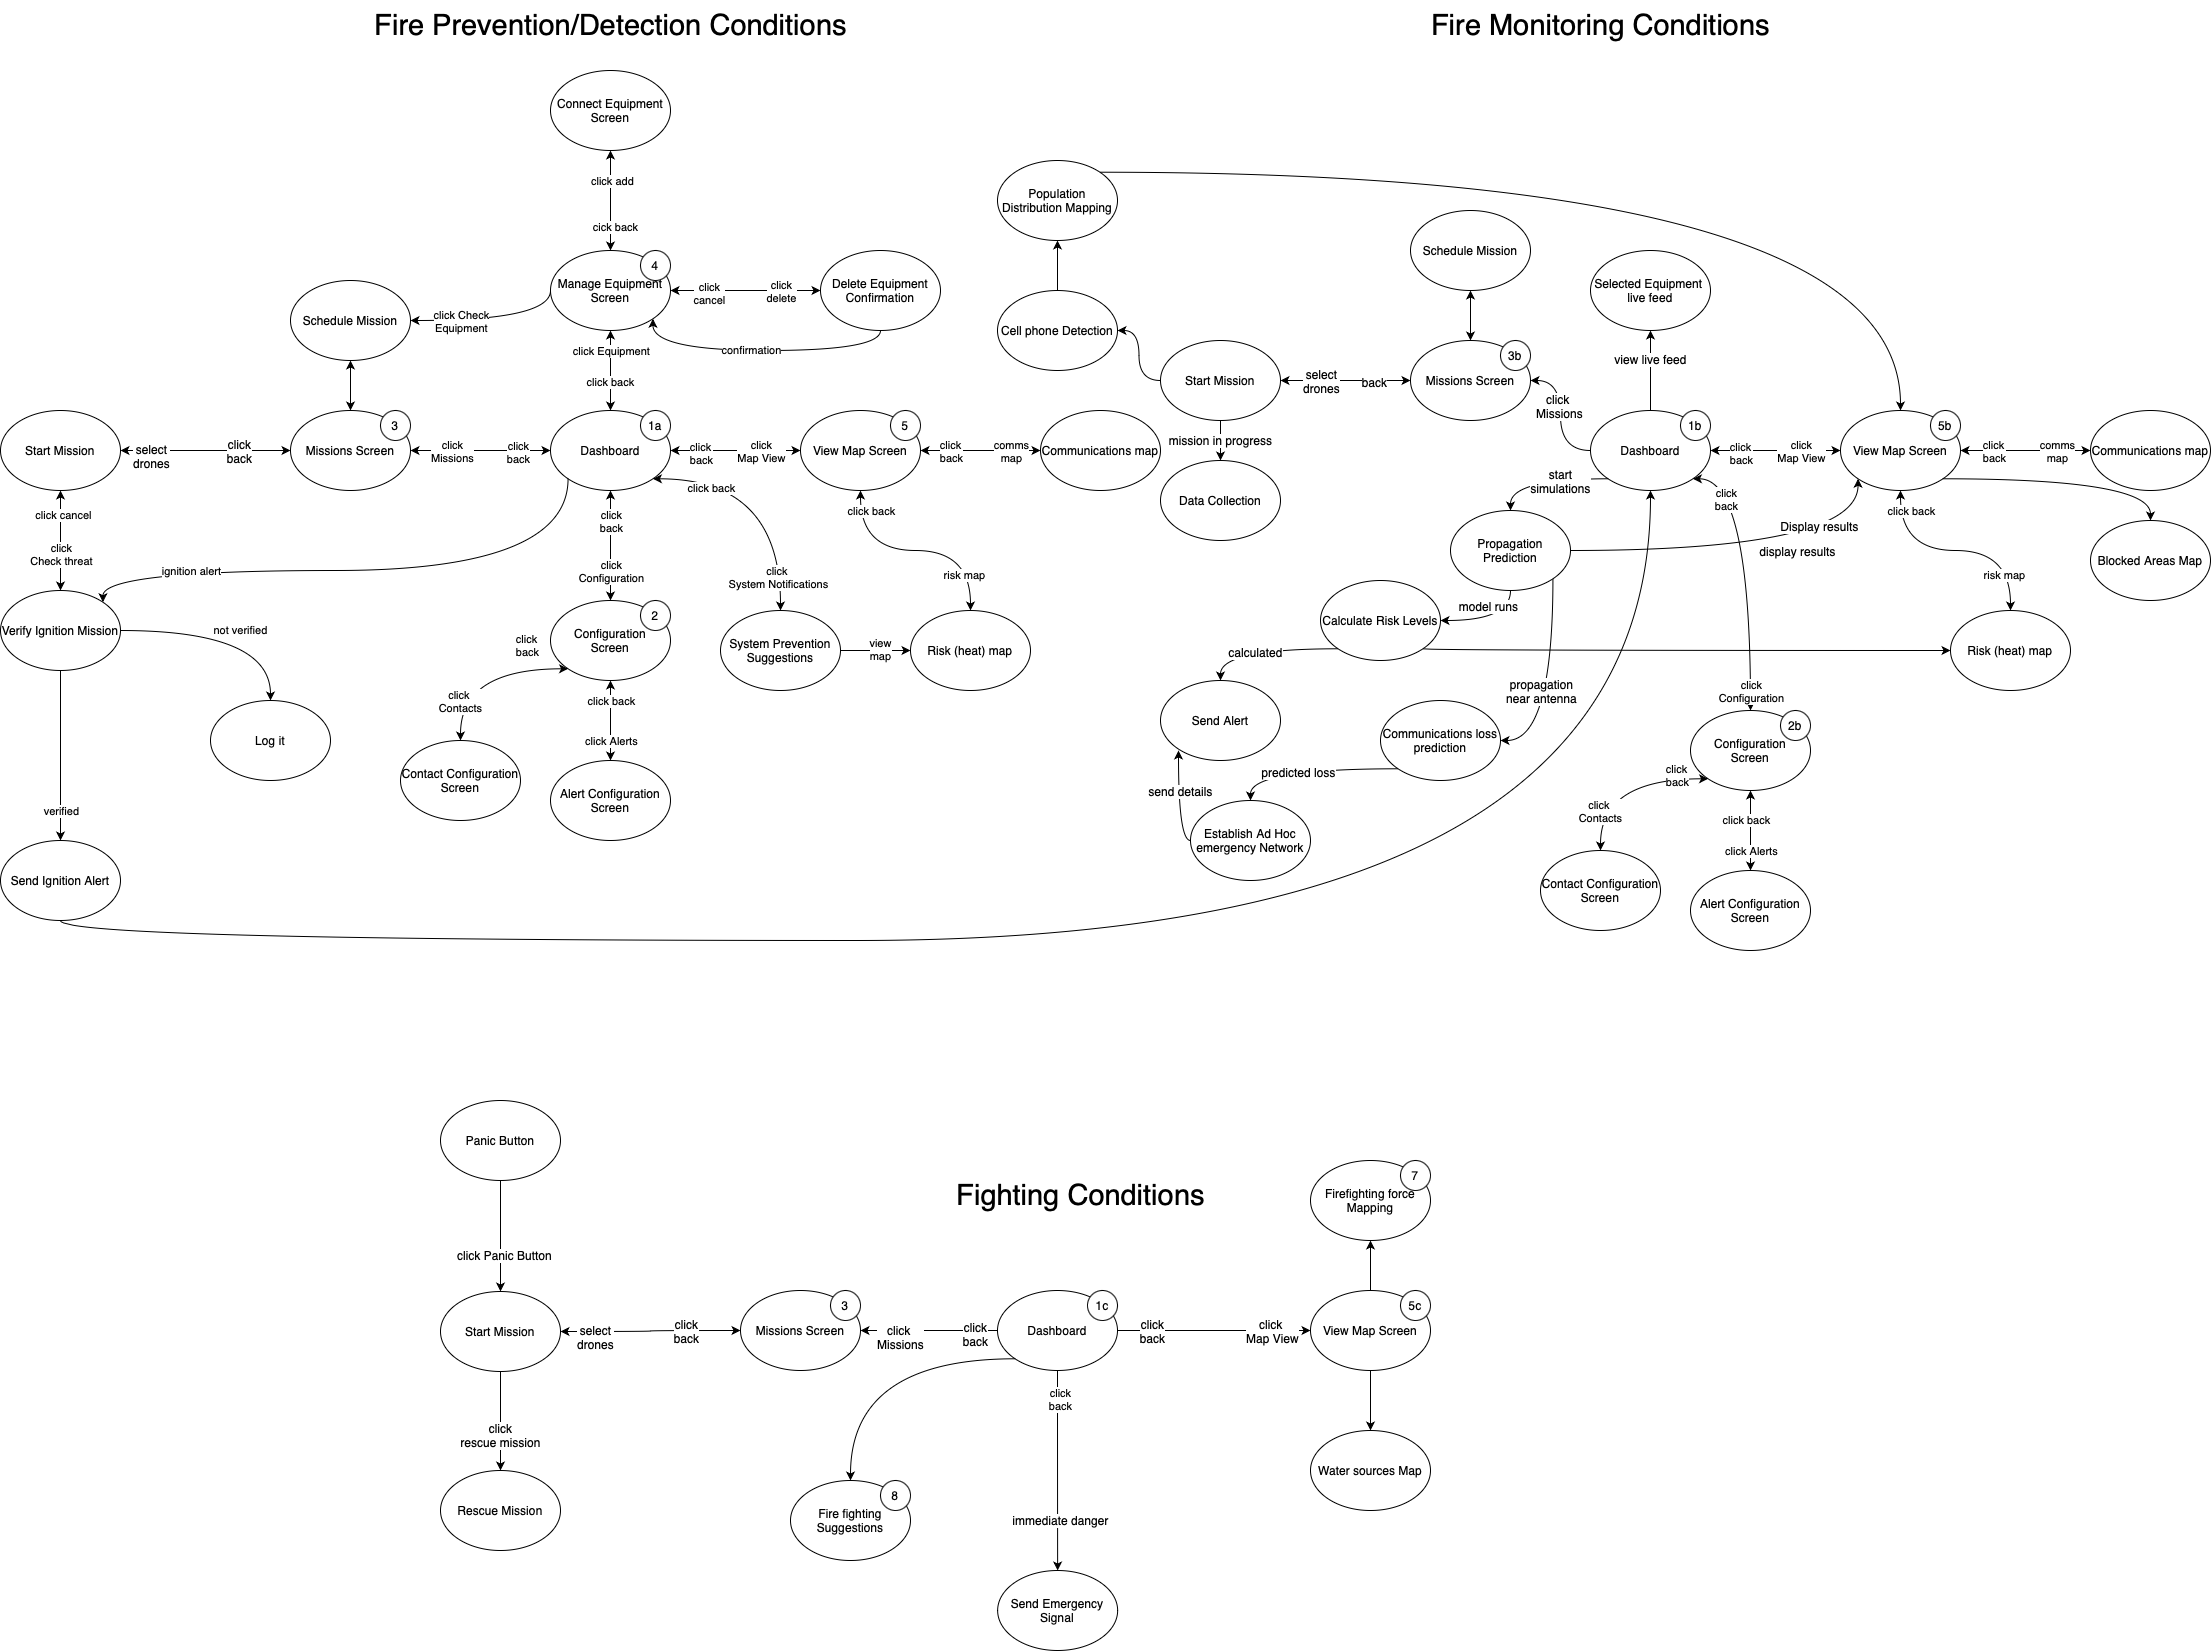 Fire Prevention/Detection Conditions
Connect Equipment
Screen
click add
cick back
4
Manage Equipment
Screen
click
cancel
click
delete
Delete Equipment
Confirmation
confirmation
click Check
Equipment
Schedule Mission
click Equipment
click back
Start Mission
select
drones
click
back
3
Missions Screen
click
Missions
click
back
1a
Dashboard
click
back
click
Map View
5
View Map Screen
click
back
comms
map
Communications map
click back
click back
click cancel
click
Check threat
ignition alert
click
back
click
Configuration
click
System Notifications
risk map
Verify Ignition Mission
not verified
2
Configuration
Screen
System Prevention
Suggestions
view
map
Risk (heat) map
click
back
click
Contacts
click back
click Alerts
Log it
Contact Configuration
Screen
Alert Configuration
Screen
verified
Send Ignition Alert
Fire Monitoring Conditions
Population
Distribution Mapping
Schedule Mission
Selected Equipment
live feed
Cell phone Detection
view live feed
Start Mission
select
drones
back
3b
Missions Screen
click
Missions
1b
Dashboard
click
back
click
Map View
5b
View Map Screen
click
back
comms
map
Communications map
mission in progress
Data Collection
start
simulations
click
back
click back
Propagation
Prediction
Display results
display results
Blocked Areas Map
risk map
model runs
Calculate Risk Levels
calculated
Risk (heat) map
propagation
near antenna
click
Configuration
Send Alert
Communications loss
prediction
2b
Configuration
Screen
predicted loss
send details
click
back
click
Contacts
click back
click Alerts
Establish Ad Hoc
emergency Network
Contact Configuration
Screen
Alert Configuration
Screen
Fighting Conditions
Panic Button
click Panic Button
7
Firefighting force
Mapping
Start Mission
select
drones
click
back
3
Missions Screen
click
Missions
click
back
1c
Dashboard
click
back
click
Map View
5c
View Map Screen
click
back
click
rescue mission
Rescue Mission
8
Fire fighting
Suggestions
immediate danger
Water sources Map
Send Emergency
Signal